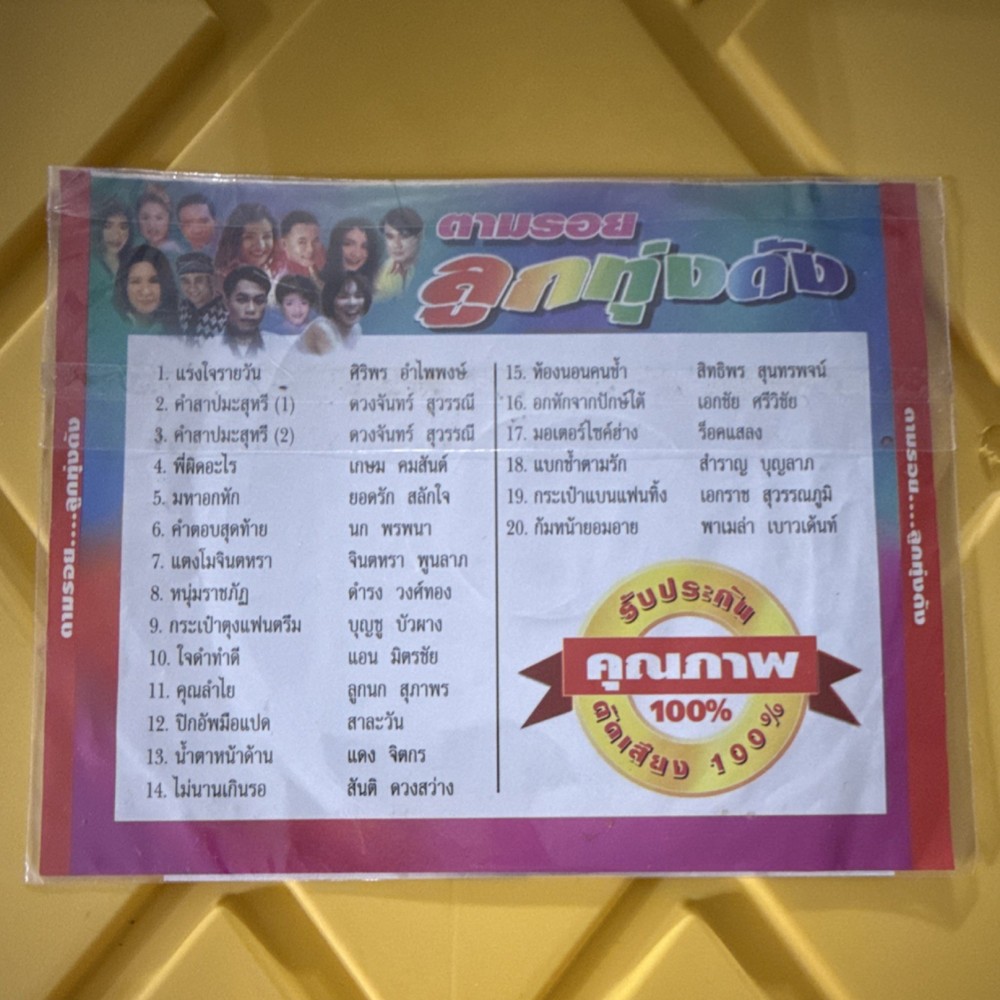 ตามรอย
ลูกทุ่งดัง
1. แรงใจรายวัน ศิริพร อำไพพงษ์
2. คำสาปมะสุหรี (1) ดวงจันทร์ สุวรรณี
3. คำสาปมะสุหรี (2) ดวงจันทร์ สุวรรณี
4. พี่ผิดอะไร เกษม คมสันต์
5. มหาอกหัก ยอดรัก สลักใจ
6. คำตอบสุดท้าย นก พรพนา
7. แตงโมจินตหรา จินตหรา พูนลาภ
8. หนุ่มราชภัฏ ดำรง วงศ์ทอง
9. กระเป๋าตุงแฟนตรึม บุญชู บัวผาง
10. ใจดำทำดี แอน มิตรชัย
11. คุณลำไย ลูกนก สุภาพร
12. ปิกอัพมือแปด สาละวัน
13. น้ำตาหน้าด้าน แดง จิตกร
14. ไม่นานเกินรอ สันติ ดวงสว่าง
15. ห้องนอนคนช้ำ สิทธิพร สุนทรพจน์
16. อกหักจากปักษ์ใต้ เอกชัย ศรีวิชัย
17. มอเตอร์ไซค์ฮ่าง ร็อคแสลง
18. แบกช้ำตามรัก สำราญ บุญลาภ
19. กระเป๋าแบนแฟนทิ้ง เอกราช สุวรรณภูมิ
20. ก้มหน้ายอมอาย พาเมล่า เบาวเด้นท์
รับประกัน
คุณภาพ
100%
คัดเสียง 100%
ตามรอย....ลูกทุ่งดัง
ตามรอย....ลูกทุ่งดัง